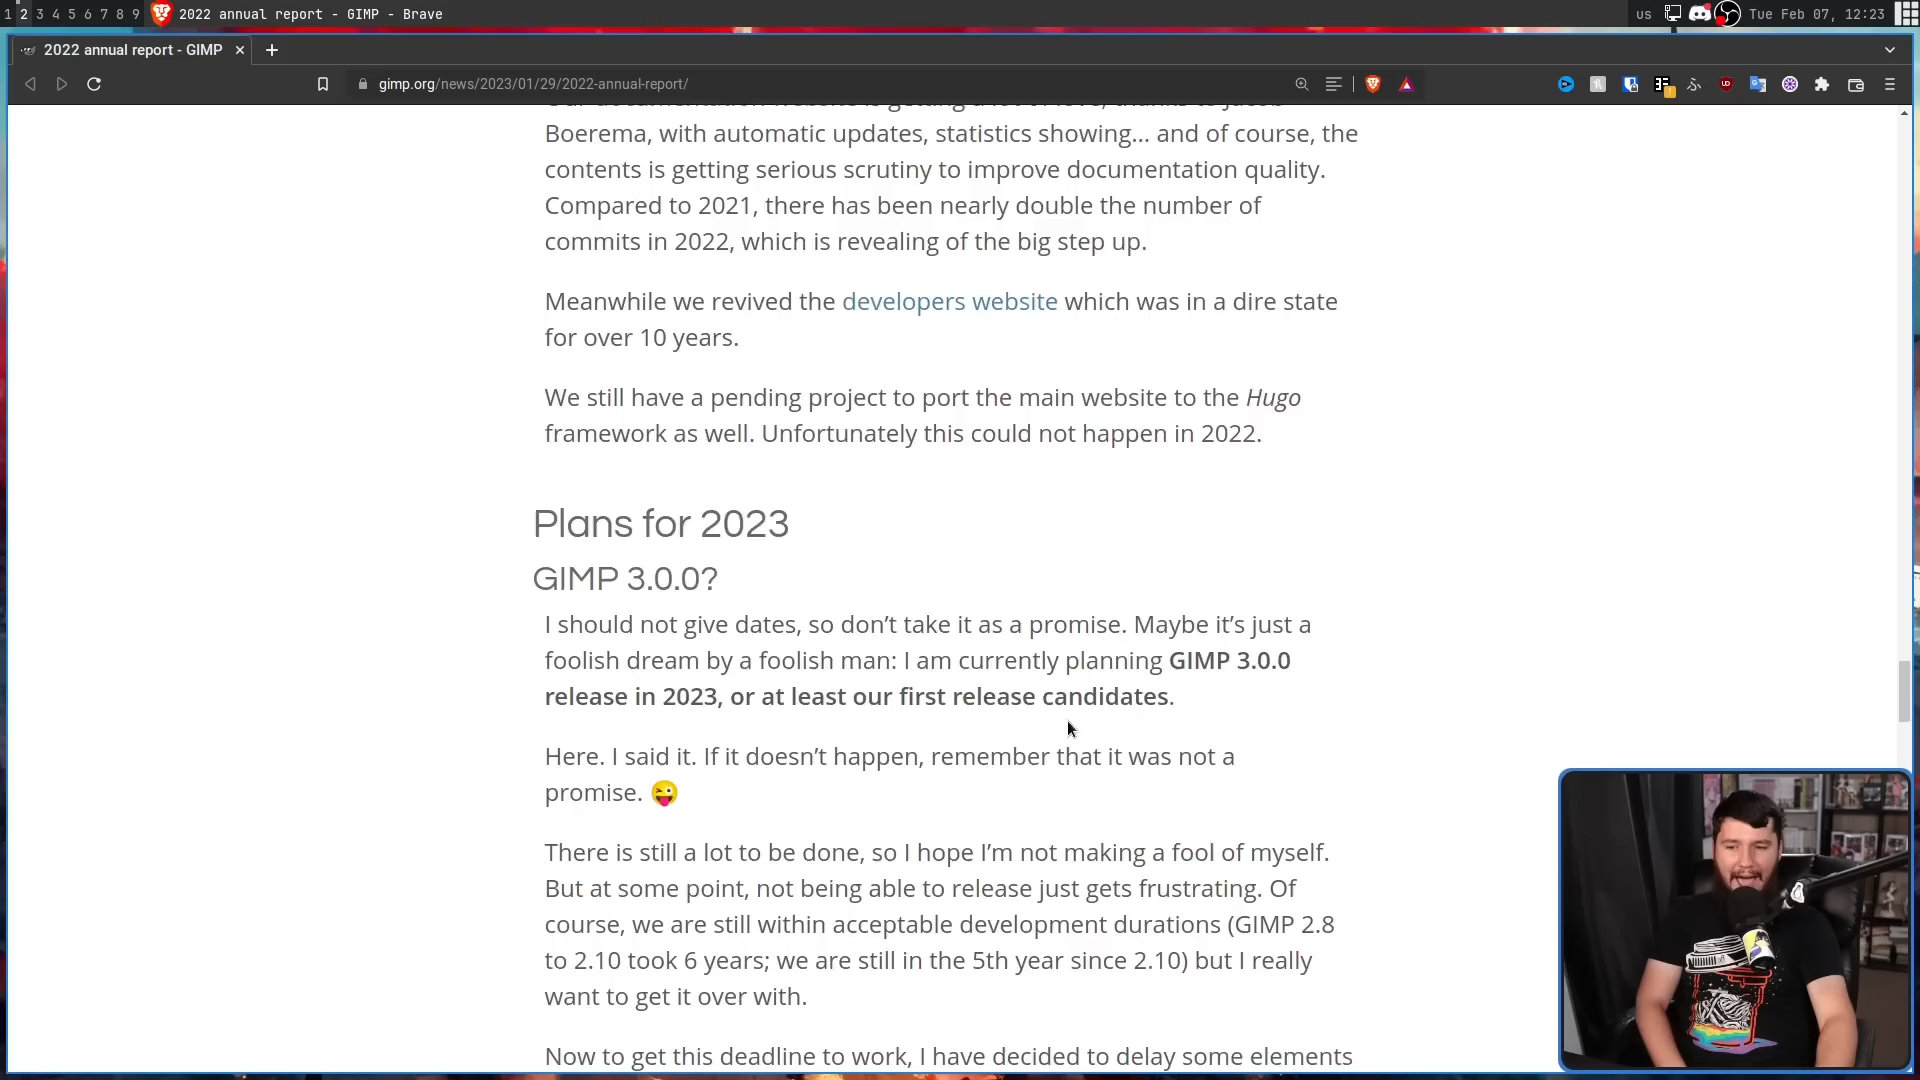 1 2 3 4 5 6 7 8 9 2022 annual report - GIMP - Brave
us Tue Feb 07, 12:23
2022 annual report - GIMP
gimp.org/news/2023/01/29/2022-annual-report/
Boerema, with automatic updates, statistics showing… and of course, the
contents is getting serious scrutiny to improve documentation quality.
Compared to 2021, there has been nearly double the number of
commits in 2022, which is revealing of the big step up.
Meanwhile we revived the developers website which was in a dire state
for over 10 years.
We still have a pending project to port the main website to the Hugo
framework as well. Unfortunately this could not happen in 2022.
Plans for 2023
GIMP 3.0.0?
I should not give dates, so don’t take it as a promise. Maybe it’s just a
foolish dream by a foolish man: I am currently planning GIMP 3.0.0
release in 2023, or at least our first release candidates.
Here. I said it. If it doesn’t happen, remember that it was not a
promise. 😜
There is still a lot to be done, so I hope I’m not making a fool of myself.
But at some point, not being able to release just gets frustrating. Of
course, we are still within acceptable development durations (GIMP 2.8
to 2.10 took 6 years; we are still in the 5th year since 2.10) but I really
want to get it over with.
Now to get this deadline to work, I have decided to delay some elements